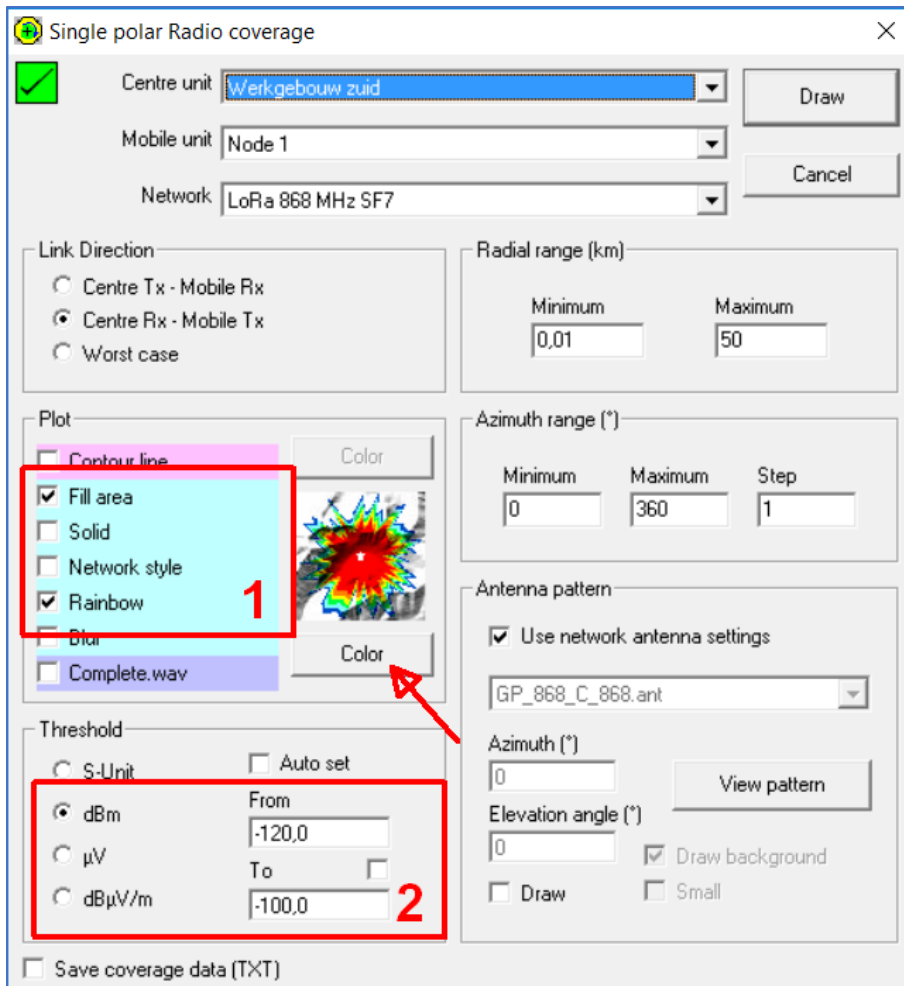 Single polar Radio coverage
Centre unit Werkgebouw zuid
Draw
Mobile unit Node 1
Cancel
Network LoRa 868 MHz SF7
Link Direction
Centre Tx - Mobile Rx
Centre Rx - Mobile Tx
Worst case
Radial range (km)
Minimum Maximum
0,01 50
Plot
Contour line
Color
Fill area
Solid
Network style
Rainbow
1
Blur
Color
Complete.wav
Azimuth range (°)
Minimum Maximum Step
0 360 1
Antenna pattern
Use network antenna settings
GP_868_C_868.ant
Azimuth (°)
0
View pattern
Elevation angle (°)
0
Draw background
Draw
Small
Threshold
S-Unit
Auto set
dBm
From
-120,0
µV
To
dBµV/m
-100,0
2
Save coverage data (TXT)